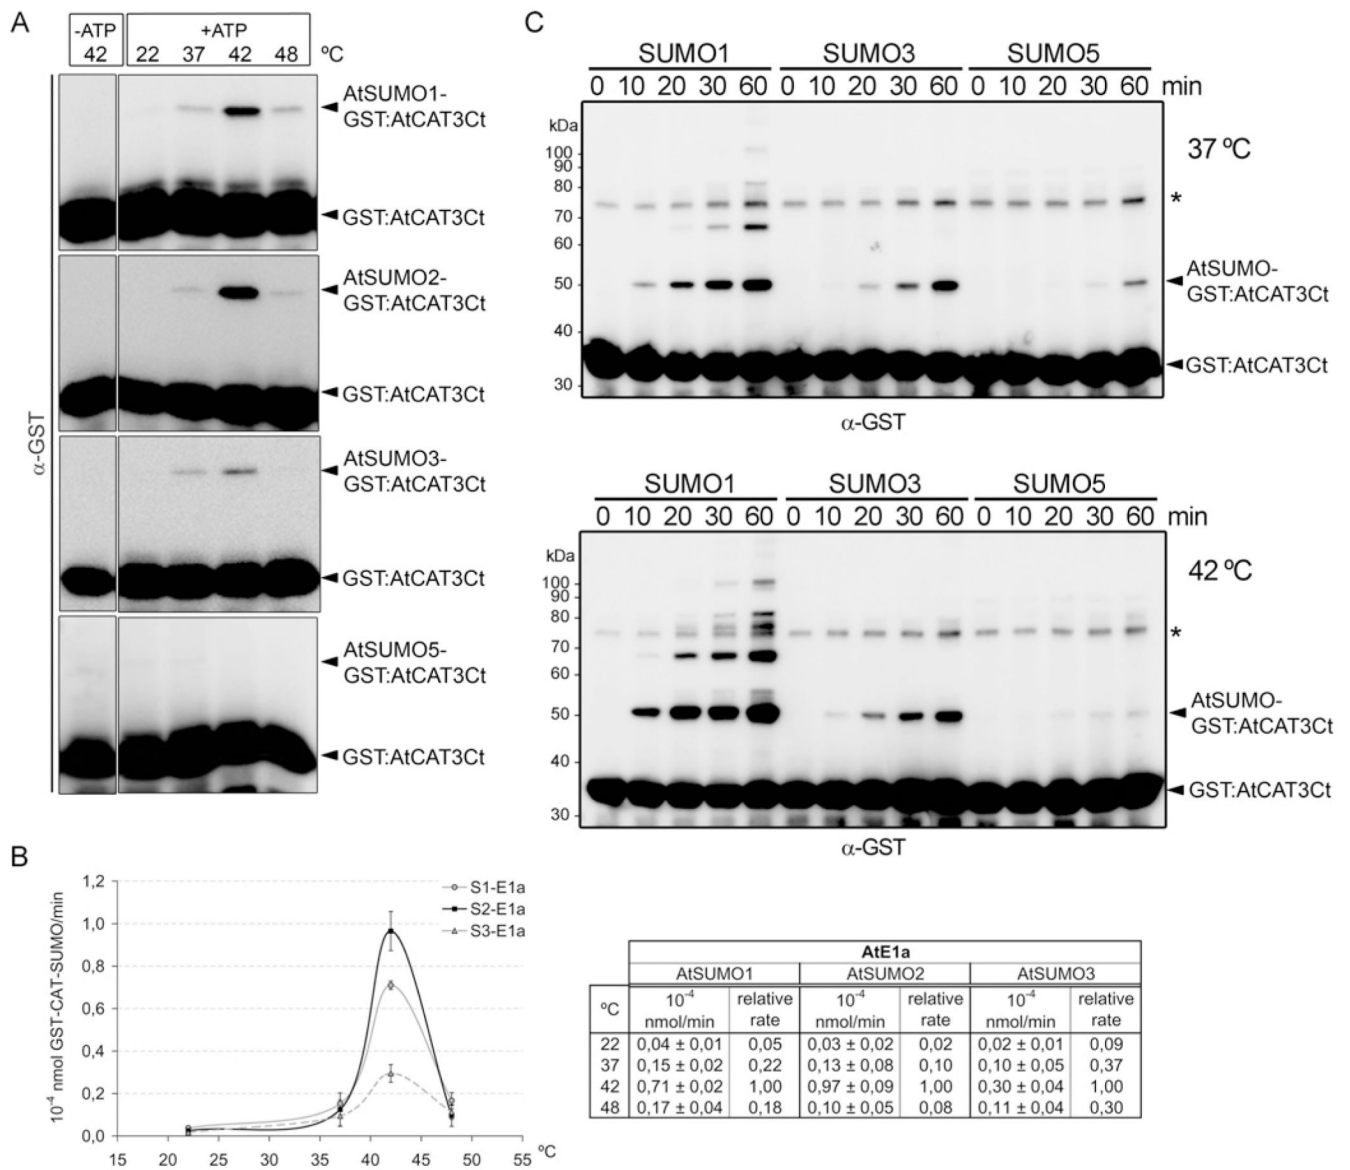 A
-ATP
+ATP
42
22 37 42 48 ºC
AtSUMO1-
GST:AtCAT3Ct
GST:AtCAT3Ct
AtSUMO2-
GST:AtCAT3Ct
GST:AtCAT3Ct
AtSUMO3-
GST:AtCAT3Ct
GST:AtCAT3Ct
AtSUMO5-
GST:AtCAT3Ct
GST:AtCAT3Ct
α-GST
C
SUMO1 SUMO3 SUMO5
0 10 20 30 60 0 10 20 30 60 0 10 20 30 60 min
kDa
100
90
80
70
60
50
40
30
37 ºC
*
AtSUMO-
GST:AtCAT3Ct
GST:AtCAT3Ct
α-GST
SUMO1 SUMO3 SUMO5
0 10 20 30 60 0 10 20 30 60 0 10 20 30 60 min
kDa
100
90
80
70
60
50
40
30
42 ºC
*
AtSUMO-
GST:AtCAT3Ct
GST:AtCAT3Ct
α-GST
B
10⁻⁴ nmol GST-CAT-SUMO/min
1,2
1,0
0,8
0,6
0,4
0,2
0,0
15 20 25 30 35 40 45 50 55 ºC
S1-E1a
S2-E1a
S3-E1a
AtE1a
AtSUMO1 AtSUMO2 AtSUMO3
ºC 10⁻⁴ nmol/min relative rate 10⁻⁴ nmol/min relative rate 10⁻⁴ nmol/min relative rate
22 0,04 ± 0,01 0,05 0,03 ± 0,02 0,02 0,02 ± 0,01 0,09
37 0,15 ± 0,02 0,22 0,13 ± 0,08 0,10 0,10 ± 0,05 0,37
42 0,71 ± 0,02 1,00 0,97 ± 0,09 1,00 0,30 ± 0,04 1,00
48 0,17 ± 0,04 0,18 0,10 ± 0,05 0,08 0,11 ± 0,04 0,30